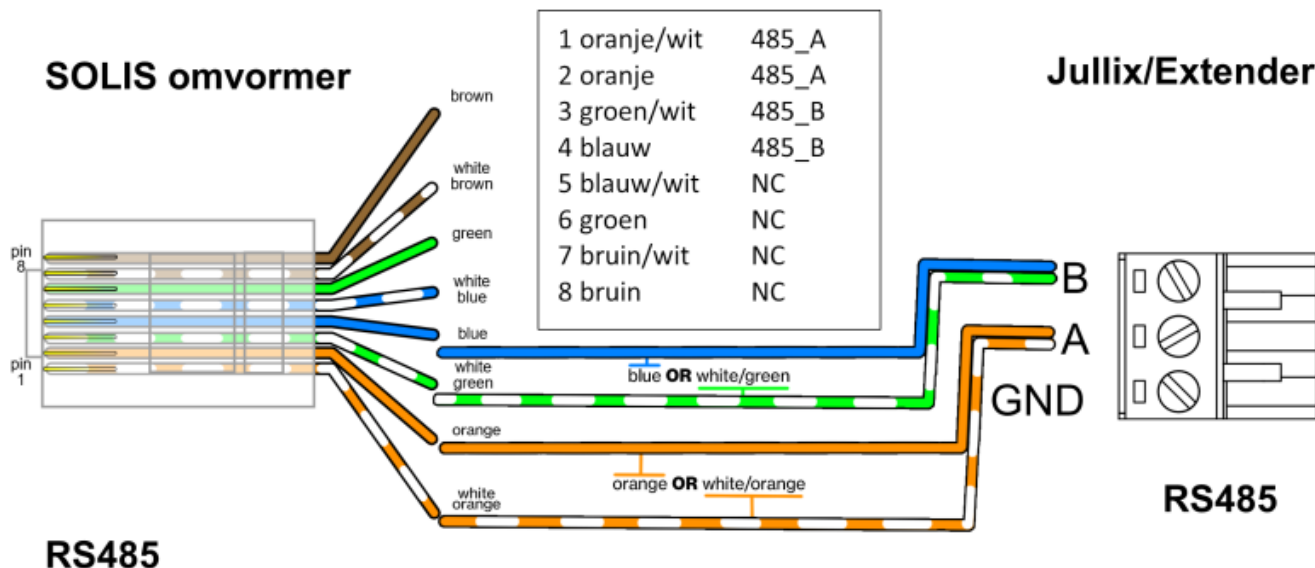 SOLIS omvormer
Jullix/Extender
1 oranje/wit 485_A
2 oranje 485_A
3 groen/wit 485_B
4 blauw 485_B
5 blauw/wit NC
6 groen NC
7 bruin/wit NC
8 bruin NC
brown
white
brown
green
white
blue
blue
white
green
orange
white
orange
pin
8
pin
1
blue OR white/green
orange OR white/orange
B
A
GND
RS485
RS485